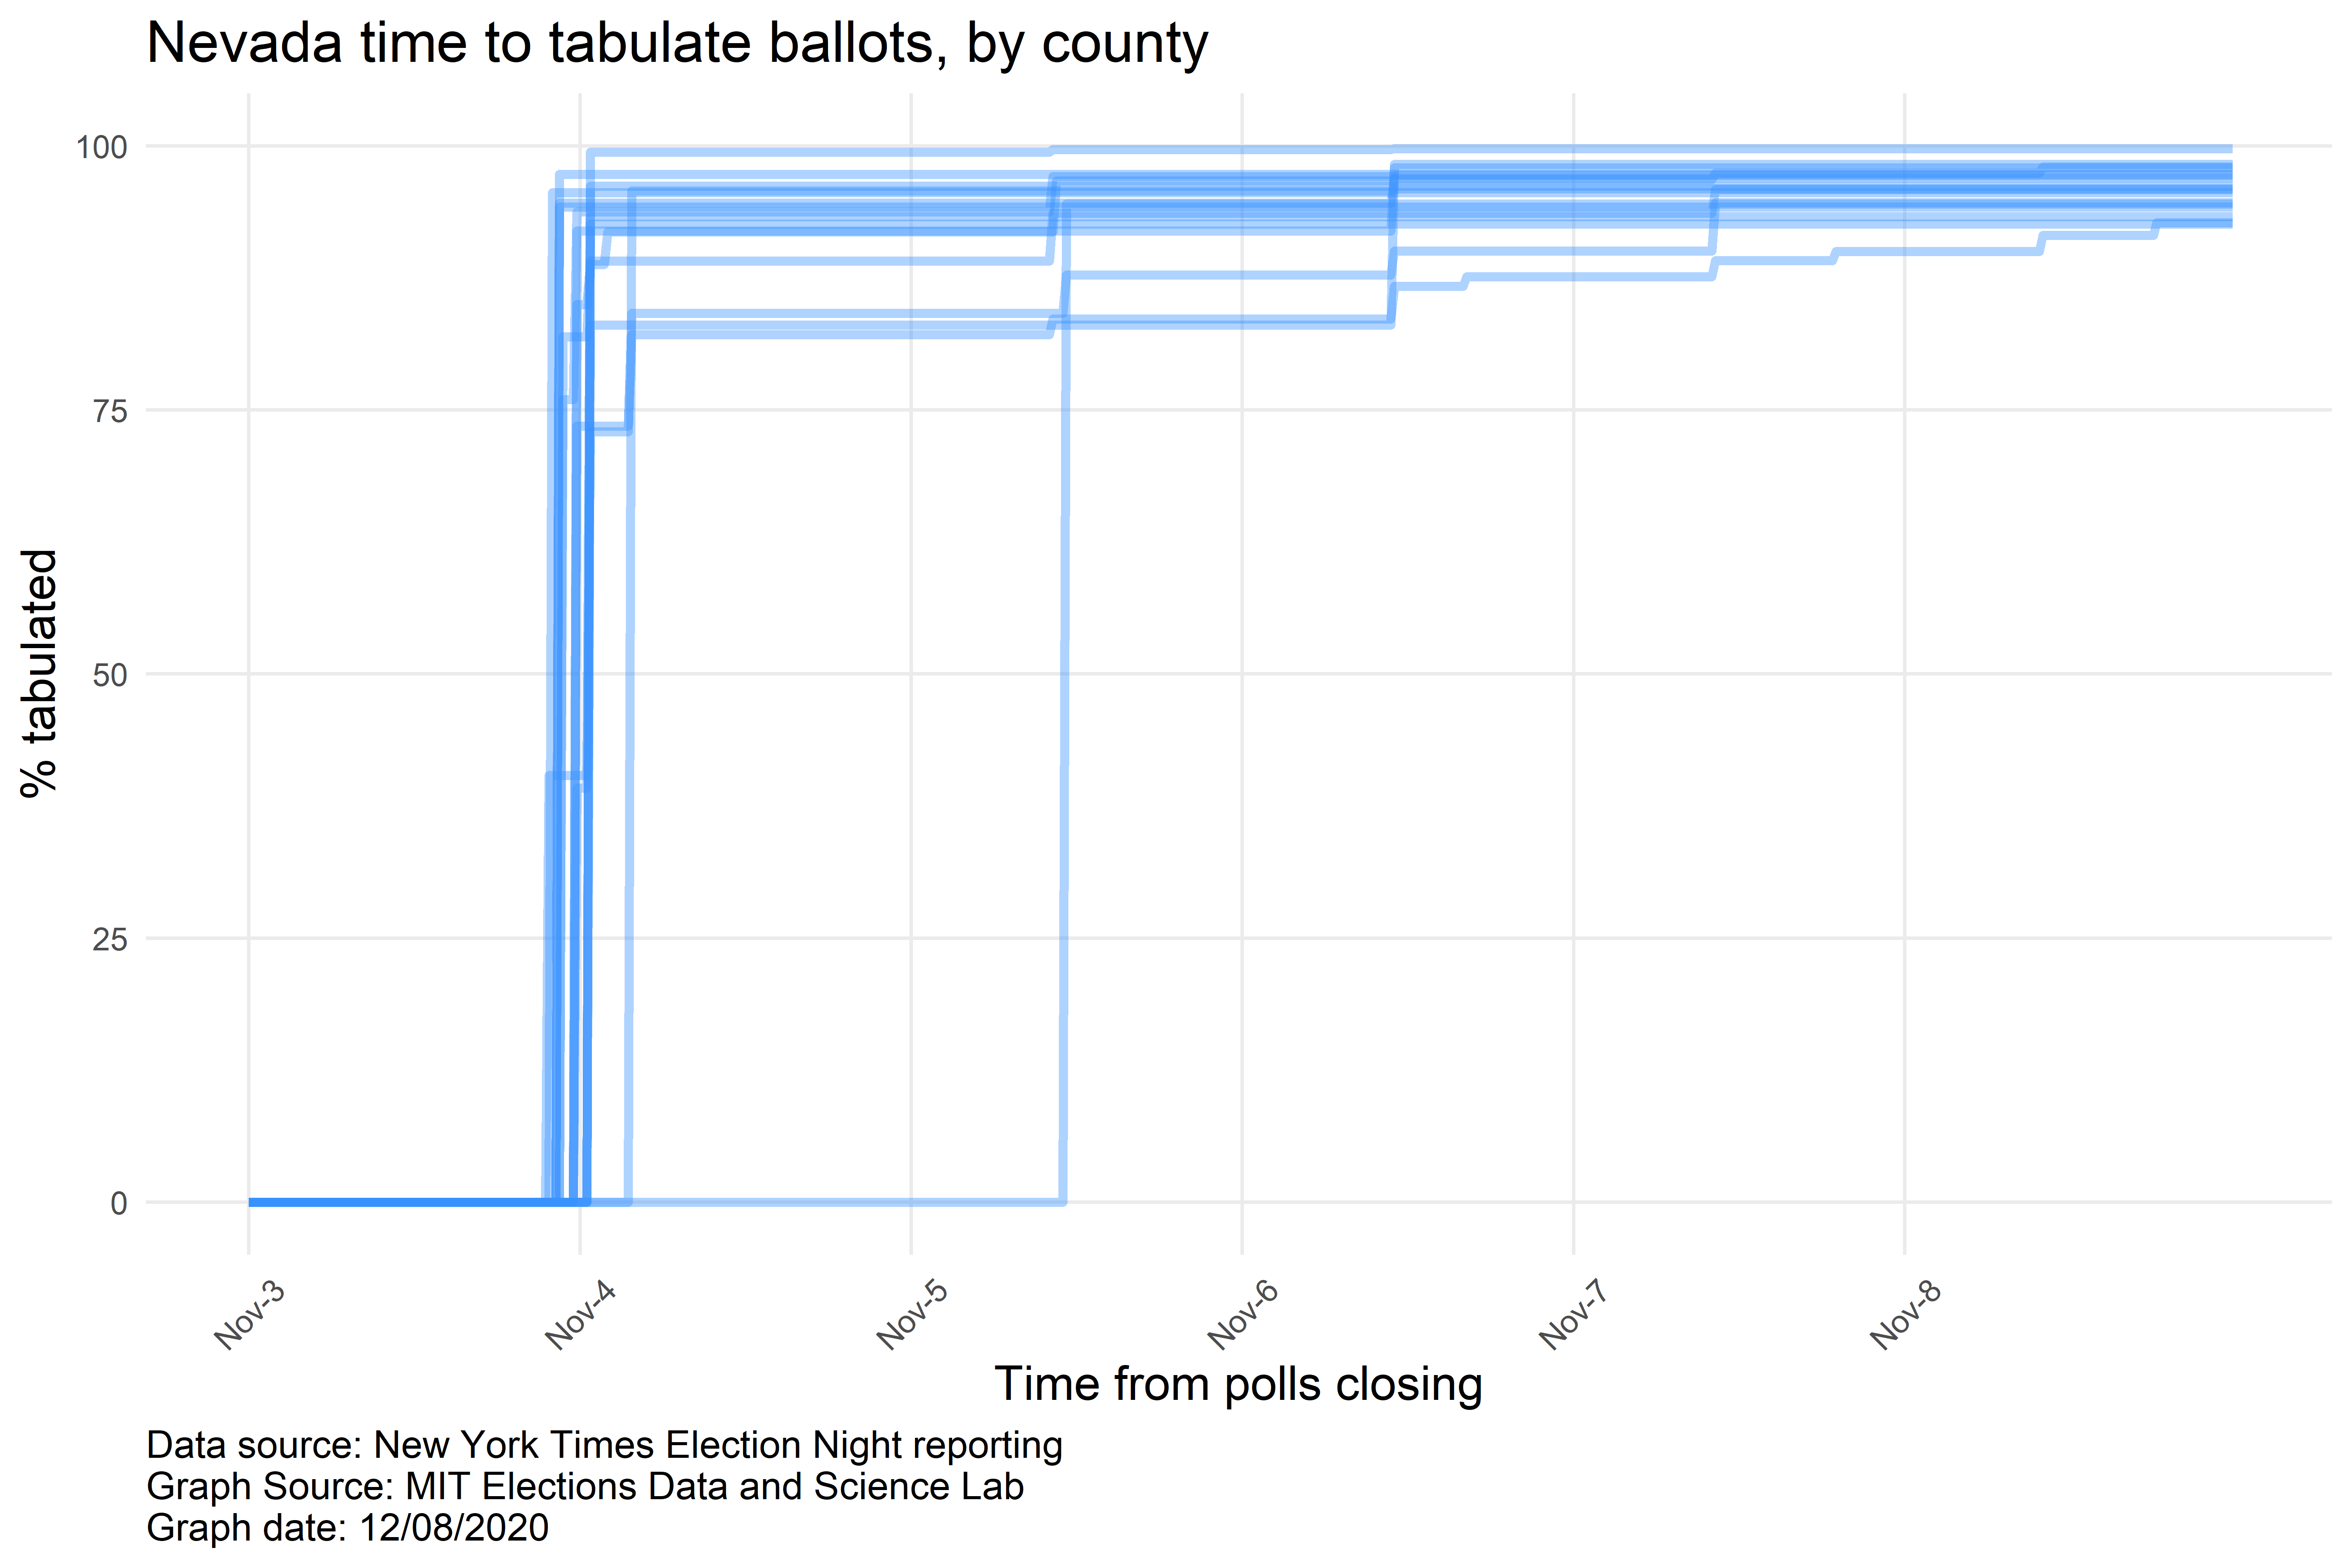 Nevada time to tabulate ballots, by county
100
75
50
25
0
% tabulated
Nov-3
Nov-4
Nov-5
Nov-6
Nov-7
Nov-8
Time from polls closing
Data source: New York Times Election Night reporting
Graph Source: MIT Elections Data and Science Lab
Graph date: 12/08/2020